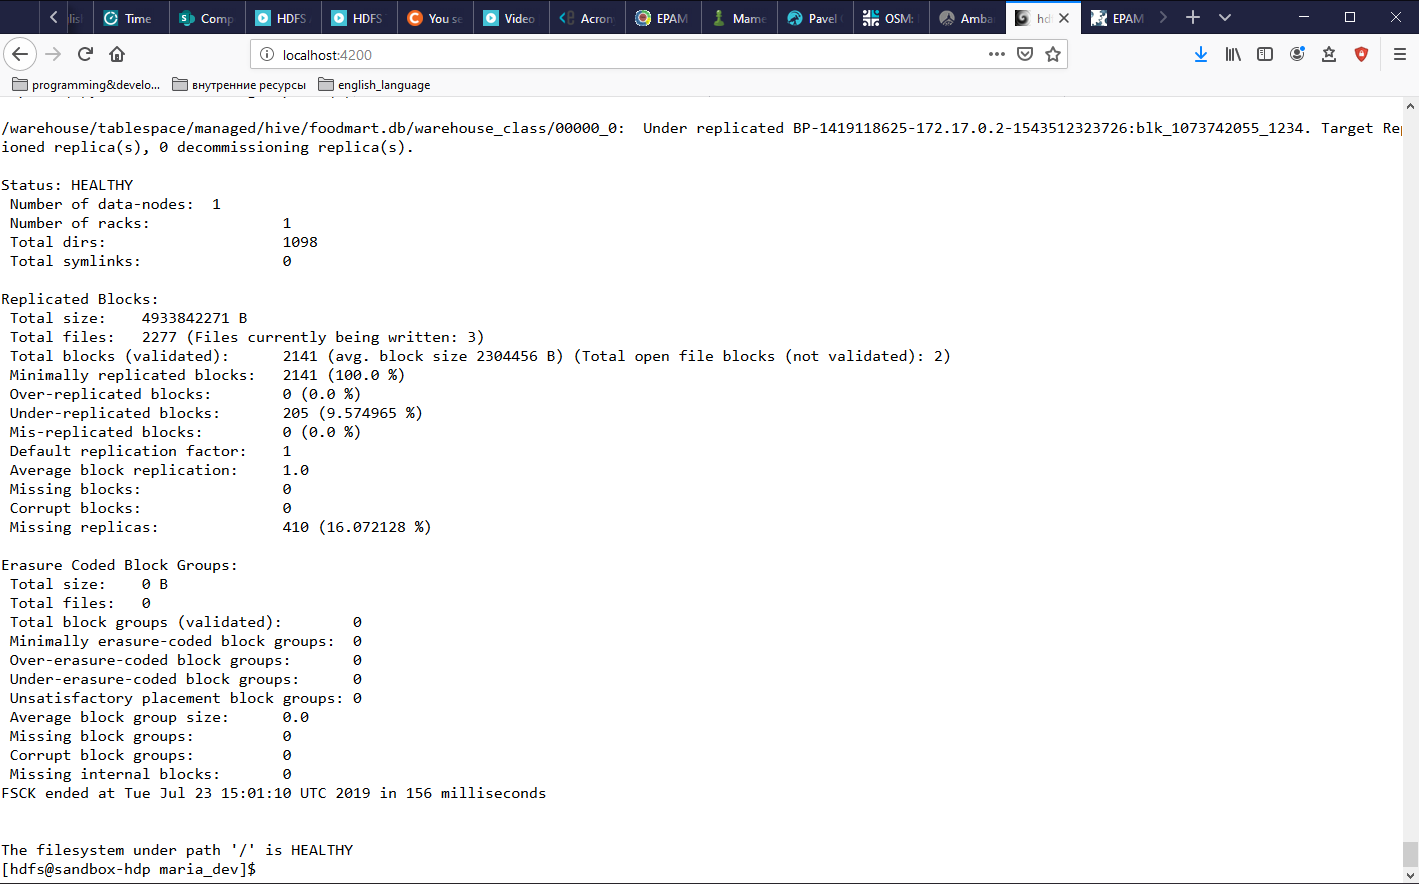 Time
Comp
HDFS
HDFS
You se
Video
Acron
EPAM
Mame
Pavel
OSM:
Amba
hdf
EPAM
localhost:4200
programming&develo...
внутренние ресурсы
english_language
/warehouse/tablespace/managed/hive/foodmart.db/warehouse_class/00000_0:  Under replicated BP-1419118625-172.17.0.2-1543512323726:blk_1073742055_1234. Target Rep
ioned replica(s), 0 decommissioning replica(s).
Status: HEALTHY
Number of data-nodes:  1
Number of racks:  1
Total dirs:  1098
Total symlinks:  0
Replicated Blocks:
Total size:    4933842271 B
Total files:   2277 (Files currently being written: 3)
Total blocks (validated):      2141 (avg. block size 2304456 B) (Total open file blocks (not validated): 2)
Minimally replicated blocks:   2141 (100.0 %)
Over-replicated blocks:        0 (0.0 %)
Under-replicated blocks:       205 (9.574965 %)
Mis-replicated blocks:         0 (0.0 %)
Default replication factor:    1
Average block replication:     1.0
Missing blocks:                0
Corrupt blocks:                0
Missing replicas:              410 (16.072128 %)
Erasure Coded Block Groups:
Total size:    0 B
Total files:   0
Total block groups (validated):        0
Minimally erasure-coded block groups:  0
Over-erasure-coded block groups:       0
Under-erasure-coded block groups:      0
Unsatisfactory placement block groups: 0
Average block group size:      0.0
Missing block groups:          0
Corrupt block groups:          0
Missing internal blocks:       0
FSCK ended at Tue Jul 23 15:01:10 UTC 2019 in 156 milliseconds
The filesystem under path '/' is HEALTHY
[hdfs@sandbox-hdp maria_dev]$